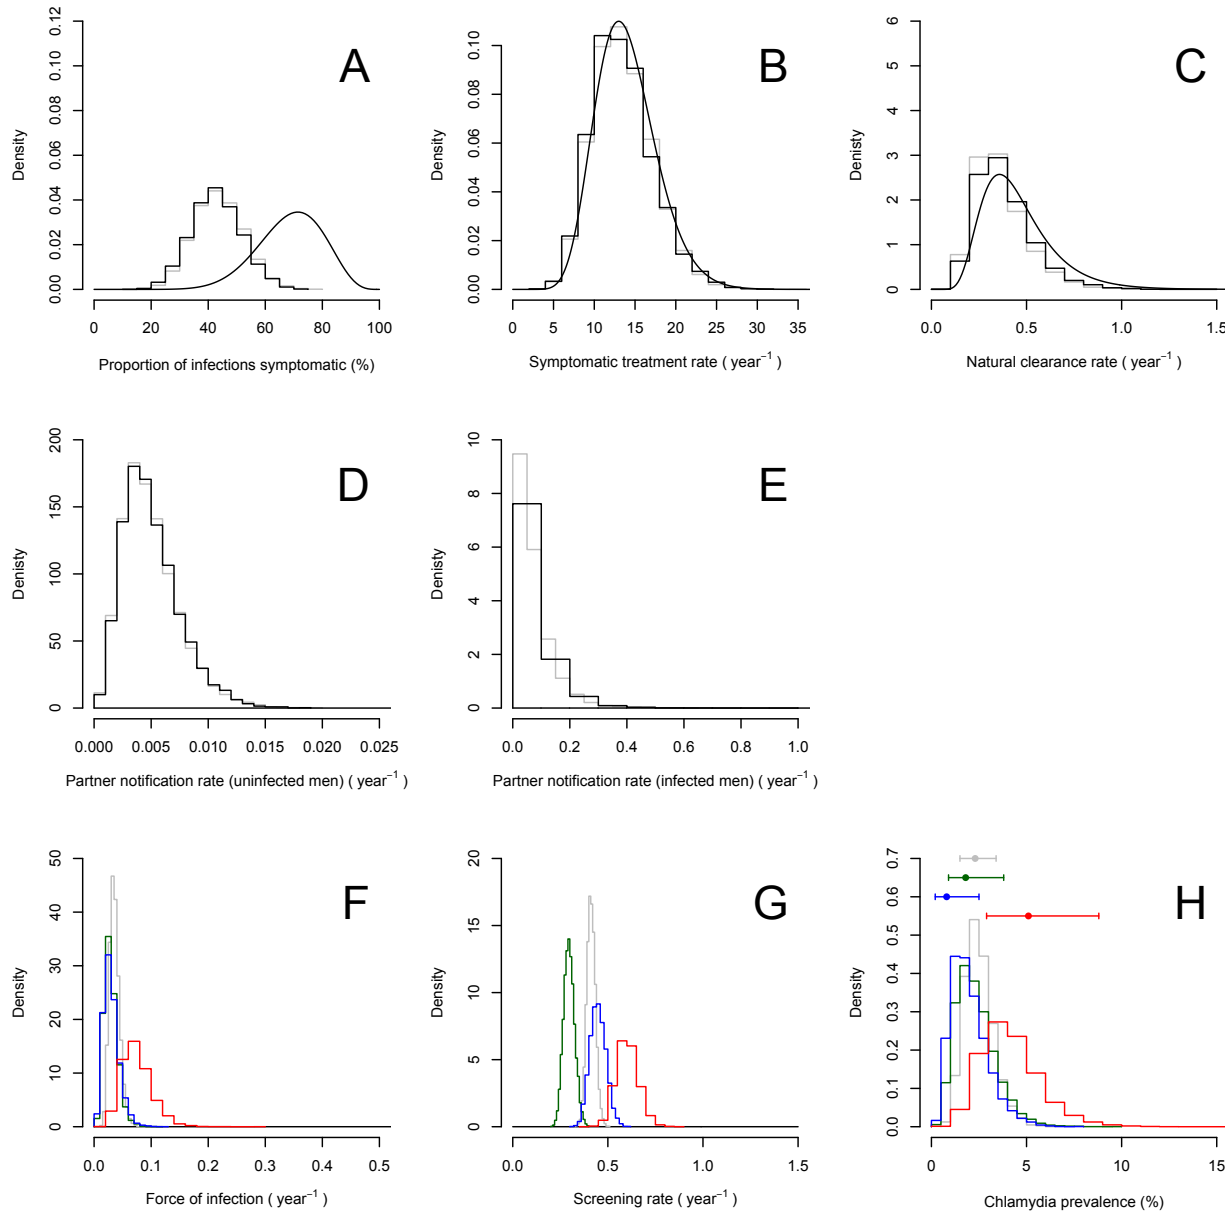 A
Density
0.00 0.02 0.04 0.06 0.08 0.10 0.12
0 20 40 60 80 100
Proportion of infections symptomatic (%)
B
Density
0.00 0.02 0.04 0.06 0.08 0.10
0 5 10 15 20 25 30 35
Symptomatic treatment rate ( year⁻¹ )
C
Denisty
0 1 2 3 4 5 6
0.0 0.5 1.0 1.5
Natural clearance rate ( year⁻¹ )
D
Denisty
0 50 100 150 200
0.000 0.005 0.010 0.015 0.020 0.025
Partner notification rate (uninfected men) ( year⁻¹ )
E
Denisty
0 2 4 6 8 10
0.0 0.2 0.4 0.6 0.8 1.0
Partner notification rate (infected men) ( year⁻¹ )
F
Density
0 10 20 30 40 50
0.0 0.1 0.2 0.3 0.4 0.5
Force of infection ( year⁻¹ )
G
Density
0 5 10 15 20
0.0 0.5 1.0 1.5
Screening rate ( year⁻¹ )
H
Density
0.0 0.1 0.2 0.3 0.4 0.5 0.6 0.7
0 5 10 15
Chlamydia prevalence (%)